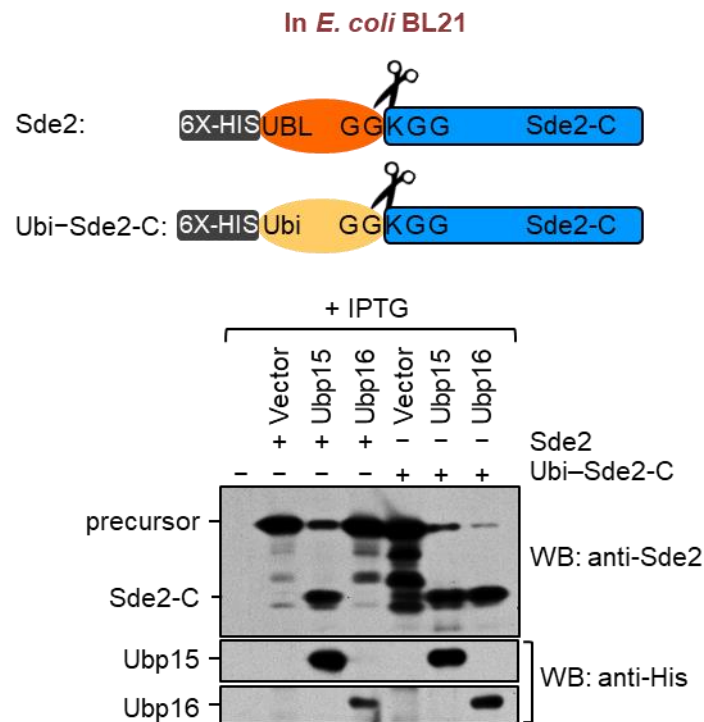 In E. coli BL21
Sde2: 6X-HIS UBL GG KGG Sde2-C
Ubi−Sde2-C: 6X-HIS Ubi GG KGG Sde2-C
+ IPTG
Vector Ubp15 Ubp16 Vector Ubp15 Ubp16
+ + + − − − Sde2
− − − − + + + Ubi–Sde2-C
precursor
WB: anti-Sde2
Sde2-C
Ubp15
WB: anti-His
Ubp16